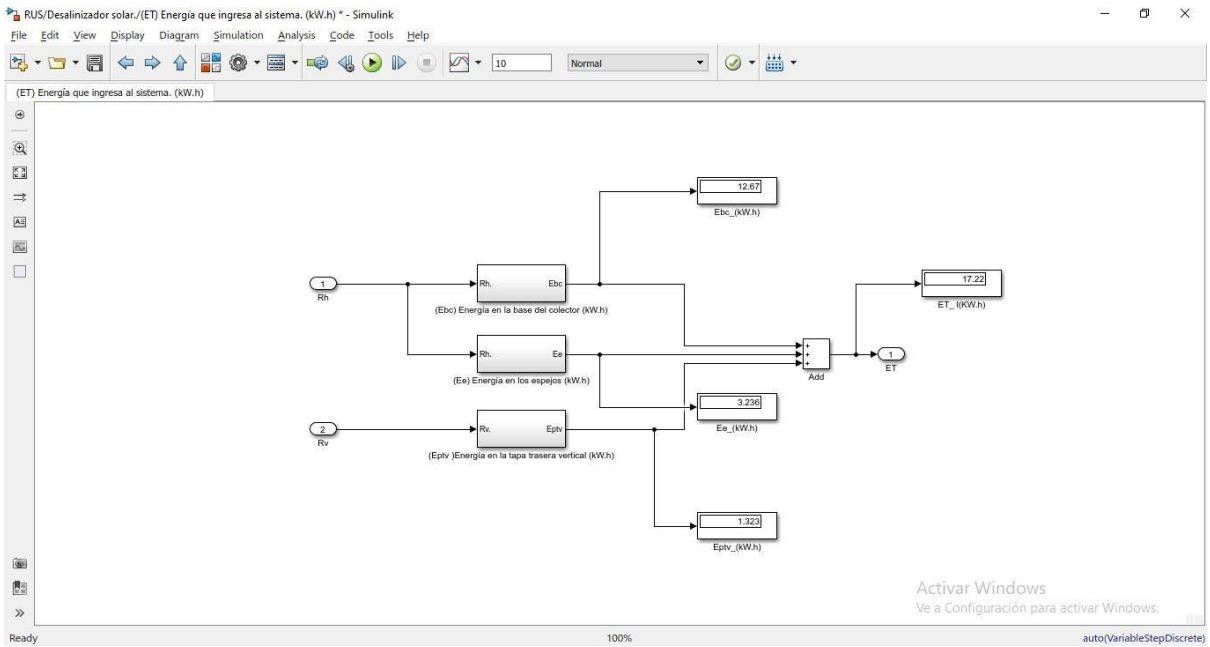 RUS/Desalinizador solar./(ET) Energía que ingresa al sistema. (kW.h) * - Simulink
File Edit View Display Diagram Simulation Analysis Code Tools Help
10 Normal
(ET) Energía que ingresa al sistema. (kW.h)
12.67
Ebc_(kW.h)
1
Rh
Rh. Ebc
(Ebc) Energía en la base del colector (kW.h)
17.22
ET_ I(KW.h)
Rh. Ee
(Ee) Energía en los espejos (kW.h)
+
+
+
Add
1
ET
3.236
Ee_(kW.h)
2
Rv
Rv. Eptv
(Eptv )Energía en la tapa trasera vertical (kW.h)
1.323
Eptv_(kW.h)
Activar Windows
Ve a Configuración para activar Windows.
Ready 100% auto(VariableStepDiscrete)